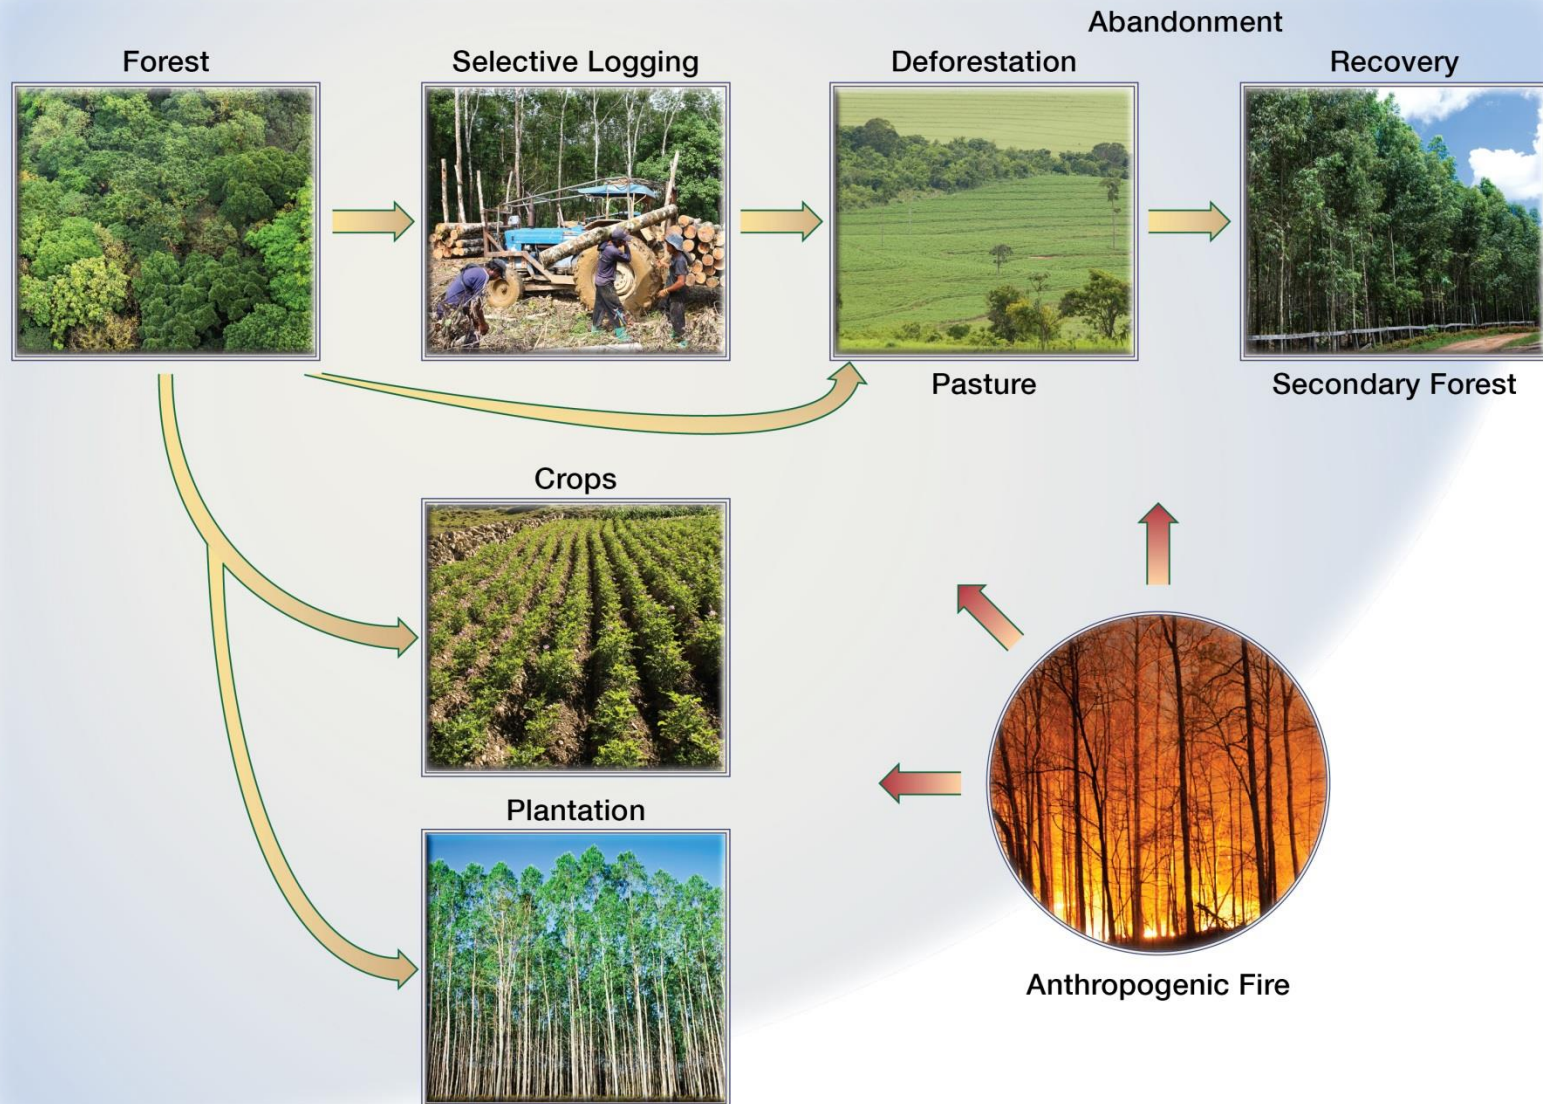 Abandonment
Forest
Selective Logging
Deforestation
Recovery
Pasture
Secondary Forest
Crops
Plantation
Anthropogenic Fire